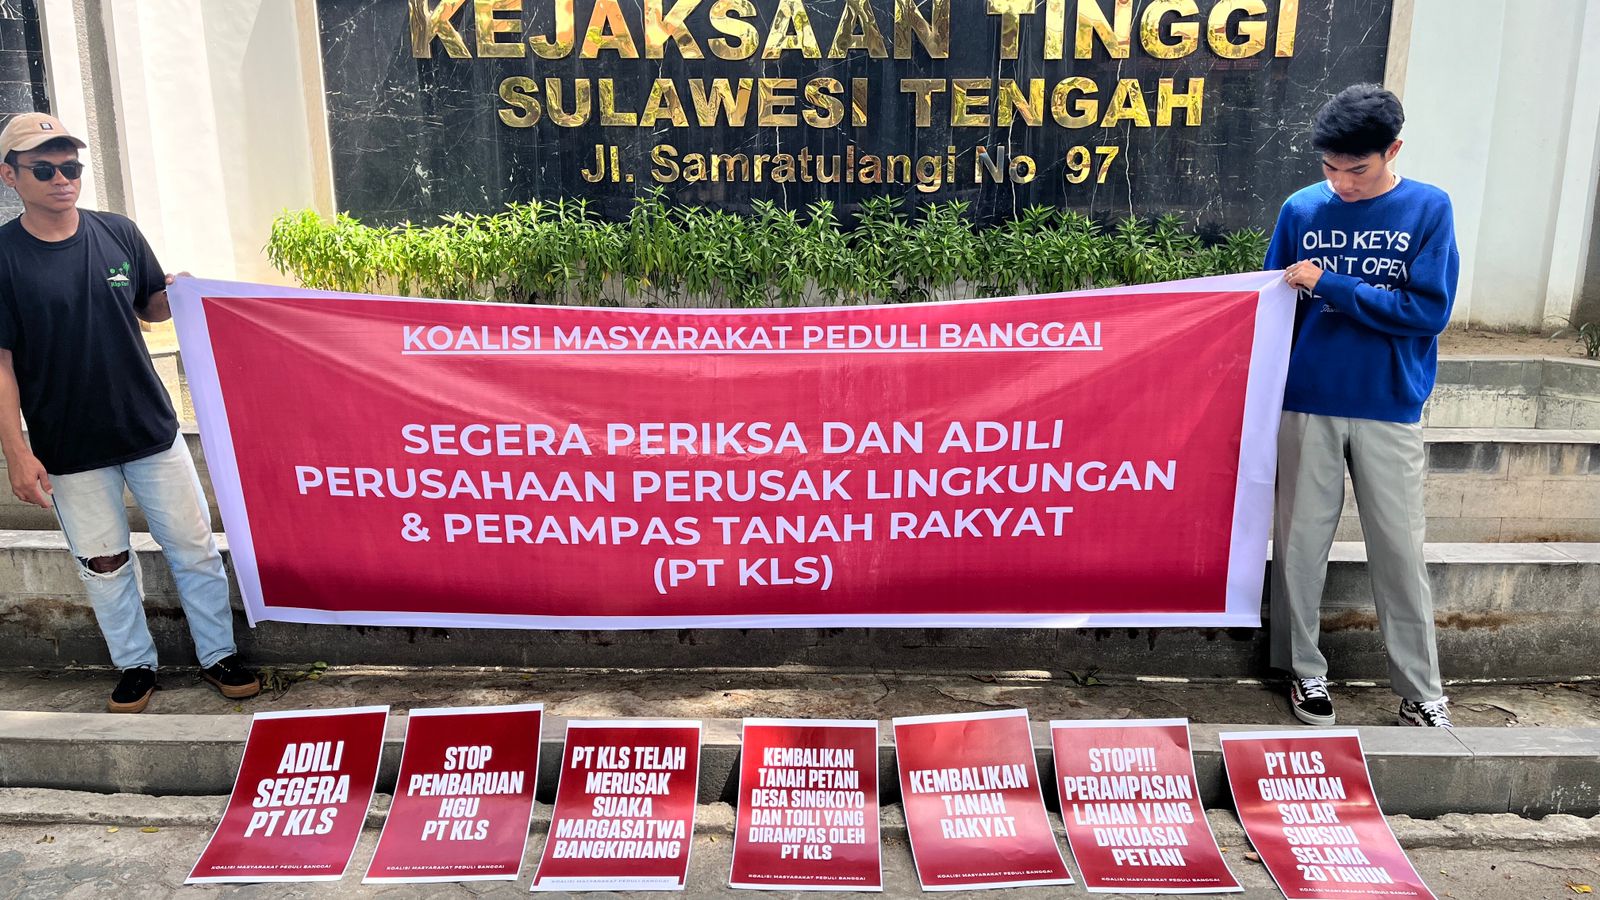 KEJAKSAAN TINGGI
SULAWESI TENGAH
Jl. Samratulangi No 97
OLD KEYS
OPEN
KOALISI MASYARAKAT PEDULI BANGGAI
SEGERA PERIKSA DAN ADILI
PERUSAHAAN PERUSAK LINGKUNGAN
& PERAMPAS TANAH RAKYAT
(PT KLS)
ADILI
SEGERA
PT KLS
KOALISI MASYARAKAT PEDULI BANGGAI
STOP
PEMBARUAN
HGU
PT KLS
KOALISI MASYARAKAT PEDULI BANGGAI
PT KLS TELAH
MERUSAK
SUAKA
MARGASATWA
BANGKIRIANG
KOALISI MASYARAKAT PEDULI BANGGAI
KEMBALIKAN
TANAH PETANI
DESA SINGKOYO
DAN TOILI YANG
DIRAMPAS OLEH
PT KLS
KOALISI MASYARAKAT PEDULI BANGGAI
KEMBALIKAN
TANAH
RAKYAT
KOALISI MASYARAKAT PEDULI BANGGAI
STOP!!!
PERAMPASAN
LAHAN YANG
DIKUASAI
PETANI
KOALISI MASYARAKAT PEDULI BANGGAI
PT KLS
GUNAKAN
SOLAR
SUBSIDI
SELAMA
20 TAHUN
KOALISI MASYARAKAT PEDULI BANGGAI